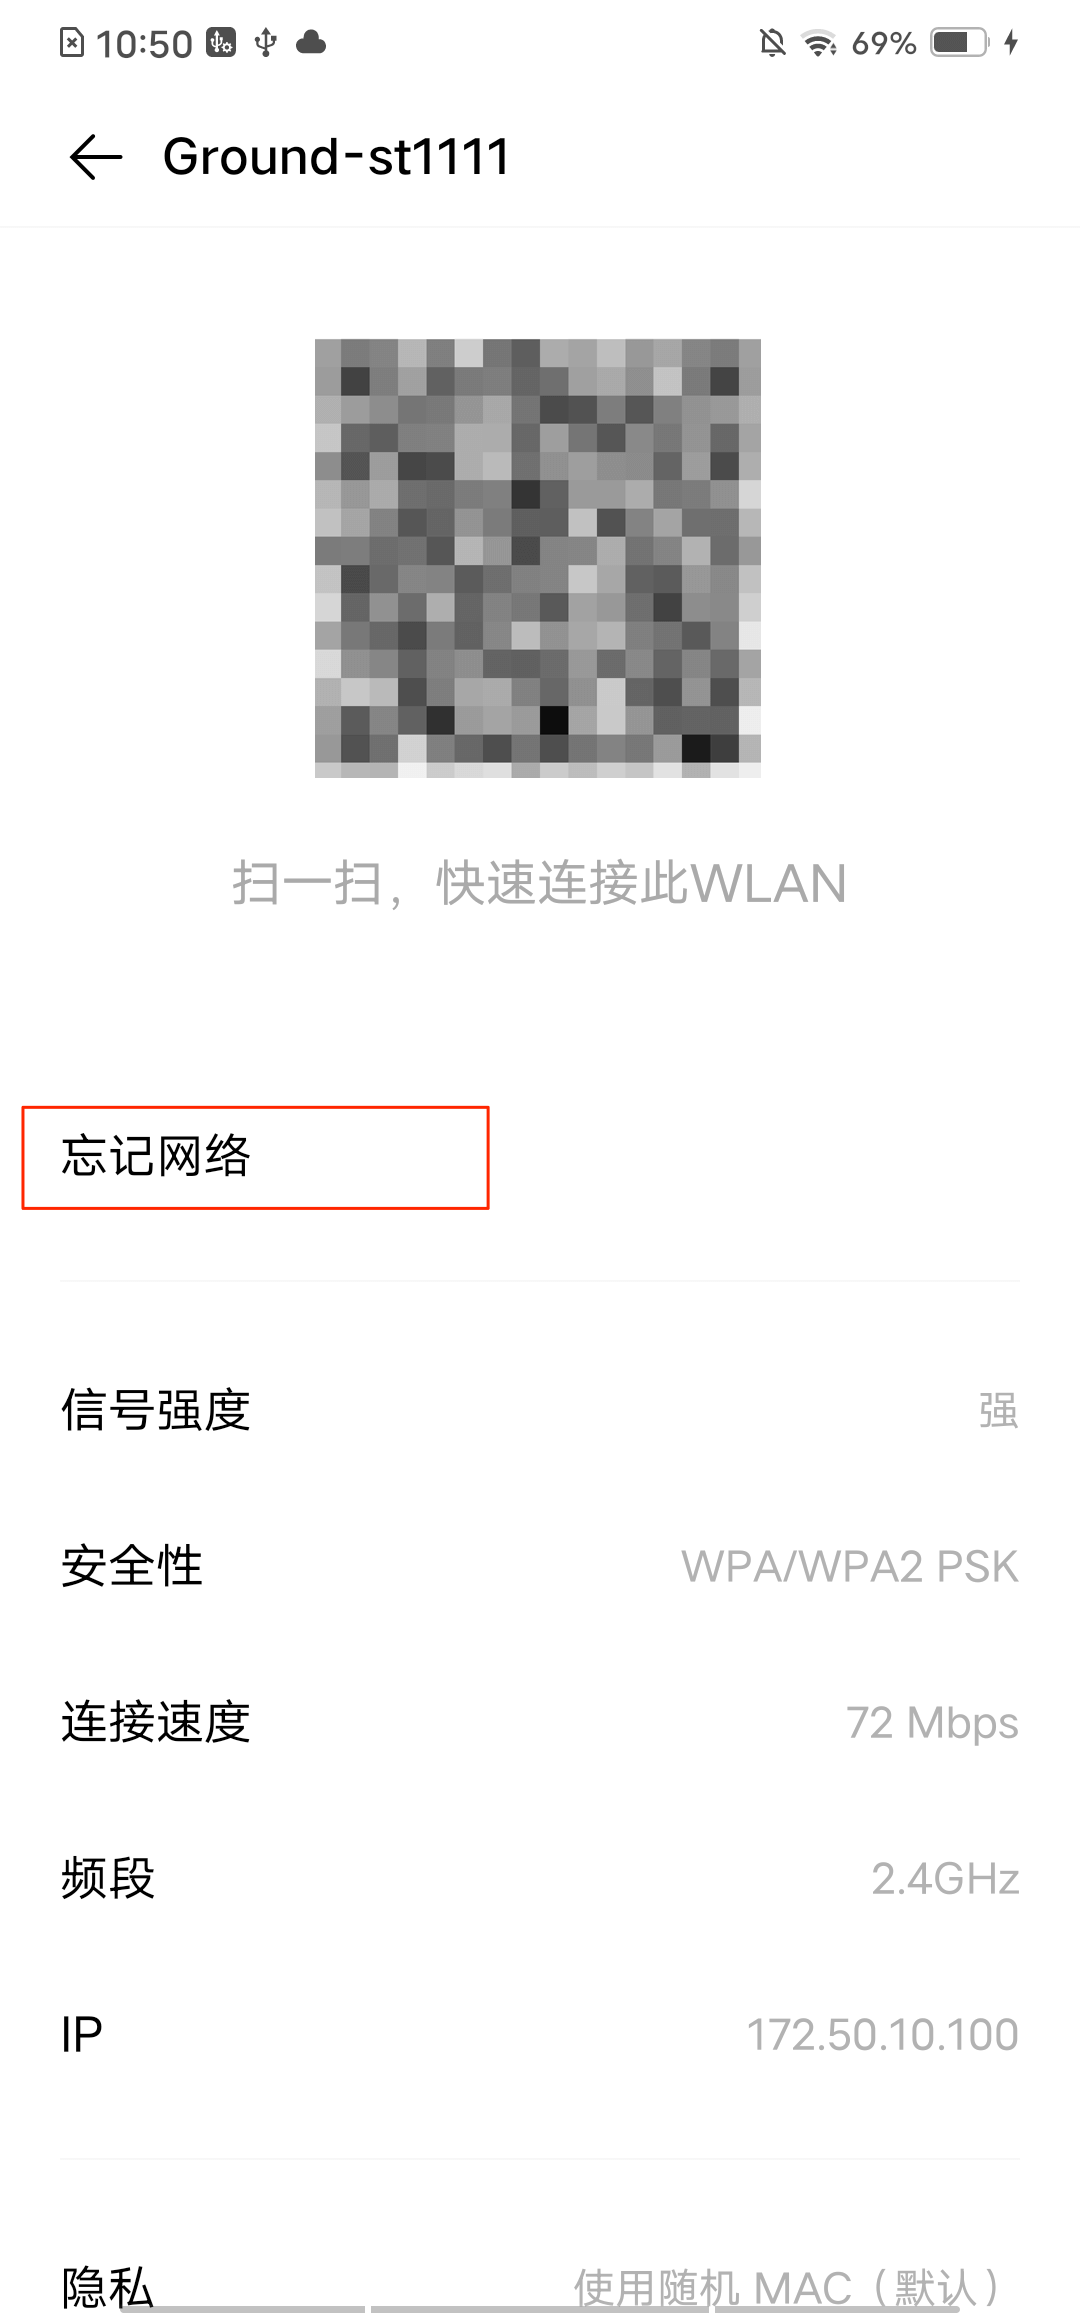 10:50
69%
Ground-st1111
扫一扫，快速连接此WLAN
忘记网络
信号强度 强
安全性 WPA/WPA2 PSK
连接速度 72 Mbps
频段 2.4GHz
IP 172.50.10.100
隐私 使用随机 MAC（默认）